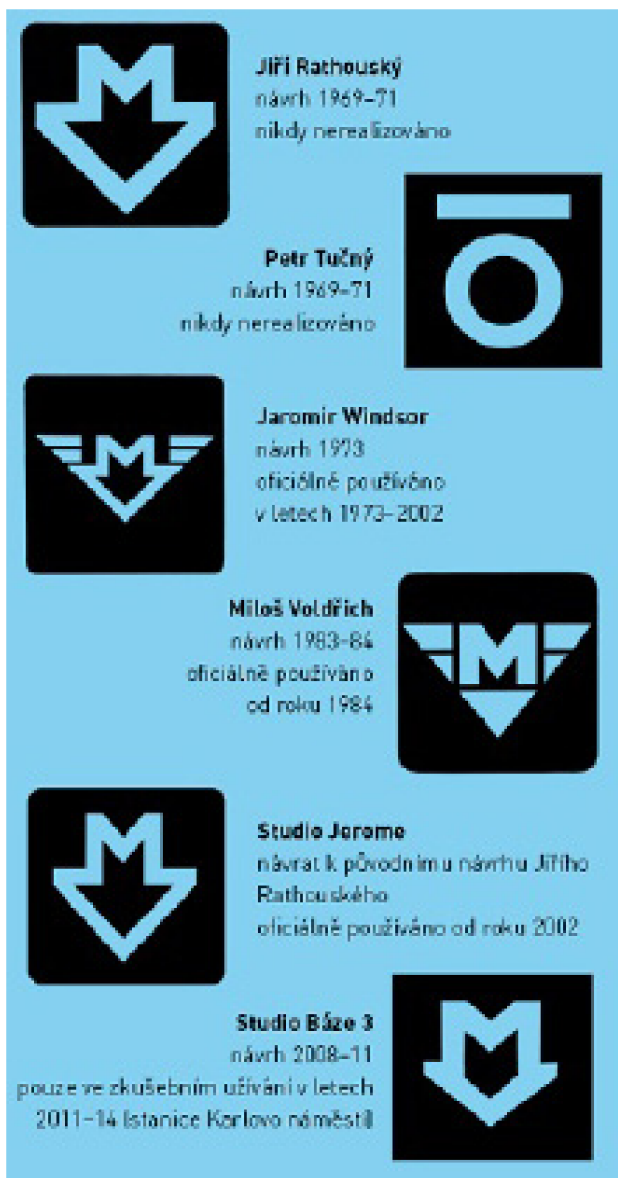 Jiří Rathouský
návrh 1969–71
nikdy nerealizováno
Petr Tučný
návrh 1969–71
nikdy nerealizováno
Jaromír Windsor
návrh 1973
oficiálně používáno
v letech 1973–2002
Miloš Voldřich
návrh 1983–84
oficiálně používáno
od roku 1984
Studio Jerome
návrat k původnímu návrhu Jiřího
Rathouského
oficiálně používáno od roku 2002
Studio Báze 3
návrh 2008–11
pouze ve zkušebním užívání v letech
2011–14 (stanice Karlovo náměstí)